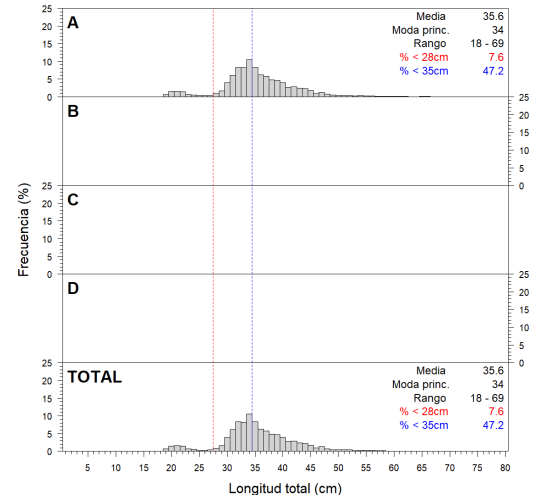 A
Media 35.6
Moda princ. 34
Rango 18 - 69
% < 28cm 7.6
% < 35cm 47.2
25
20
15
10
5
0
B
25
20
15
10
5
0
C
25
20
15
10
5
0
D
25
20
15
10
5
0
TOTAL
Media 35.6
Moda princ. 34
Rango 18 - 69
% < 28cm 7.6
% < 35cm 47.2
25
20
15
10
5
0
Frecuencia (%)
5 10 15 20 25 30 35 40 45 50 55 60 65 70 75 80
Longitud total (cm)